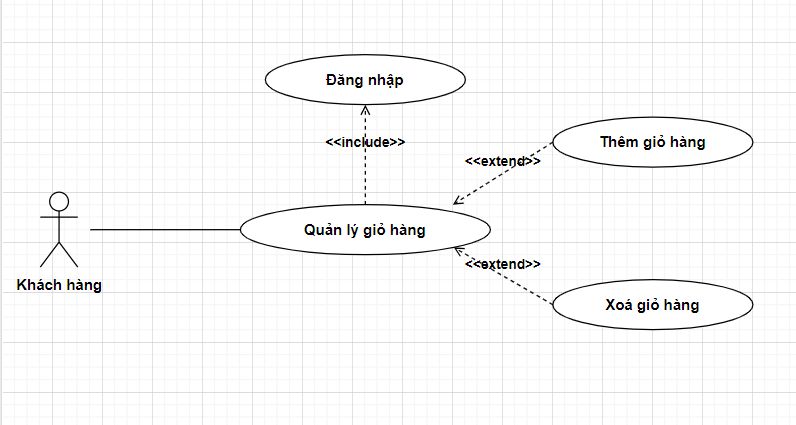 Đăng nhập
<<include>>
Thêm giỏ hàng
<<extend>>
Quản lý giỏ hàng
<<extend>>
Khách hàng
Xoá giỏ hàng